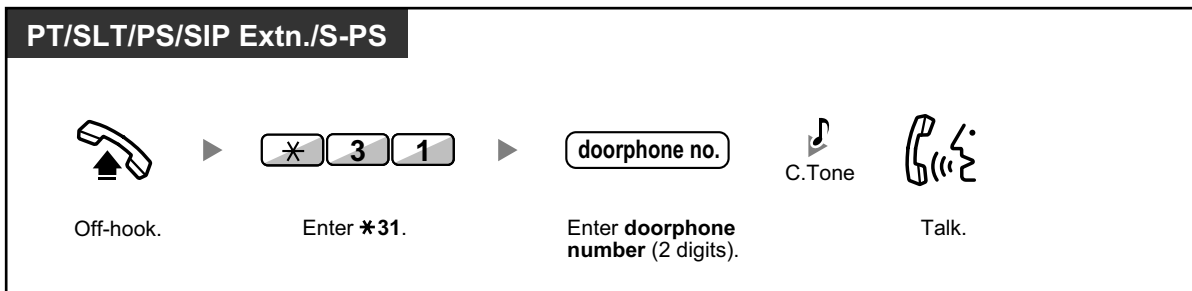 PT/SLT/PS/SIP Extn./S-PS
✳ 3 1
doorphone no.
C.Tone
Off-hook.
Enter ✳31.
Enter doorphone
number (2 digits).
Talk.